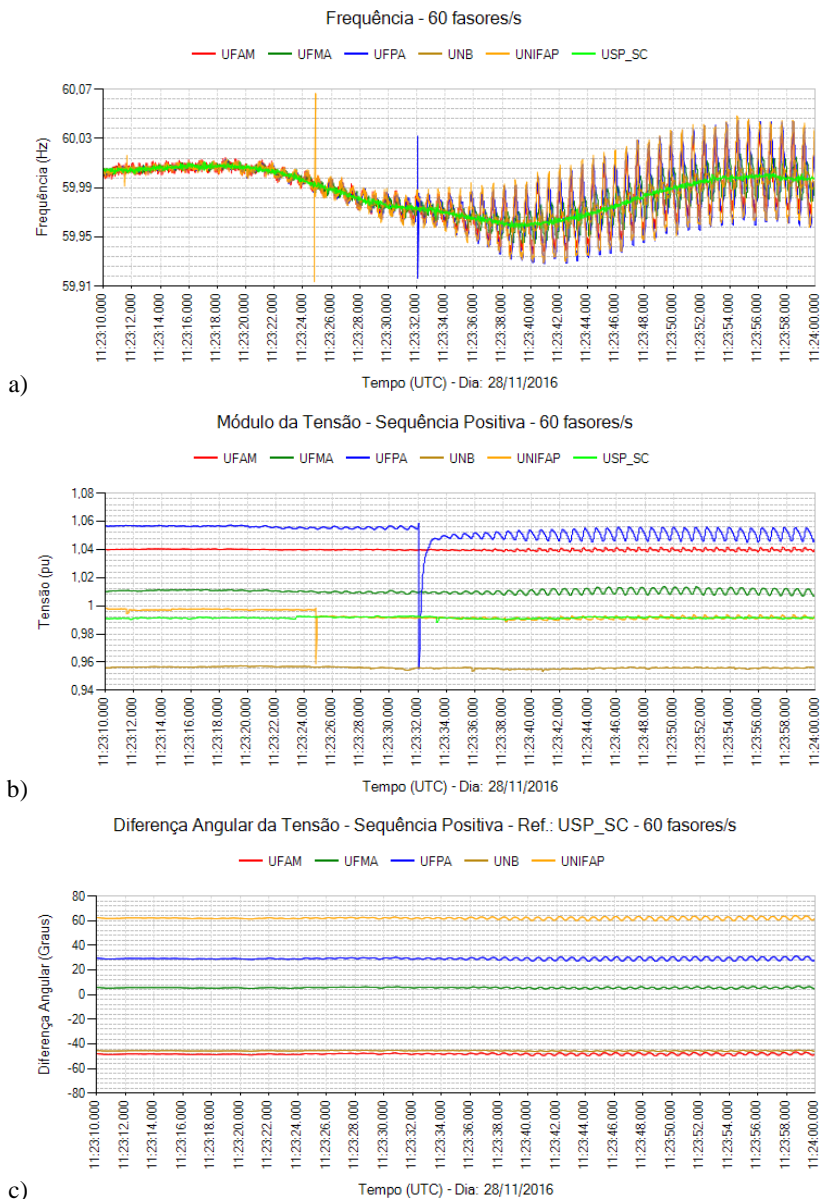 Frequência - 60 fasores/s
UFAM UFMA UFPA UNB UNIFAP USP_SC
Frequência (Hz)
60,07
60,03
59,99
59,95
59,91
11:23:10.000 11:23:12.000 11:23:14.000 11:23:16.000 11:23:18.000 11:23:20.000 11:23:22.000 11:23:24.000 11:23:26.000 11:23:28.000 11:23:30.000 11:23:32.000 11:23:34.000 11:23:36.000 11:23:38.000 11:23:40.000 11:23:42.000 11:23:44.000 11:23:46.000 11:23:48.000 11:23:50.000 11:23:52.000 11:23:54.000 11:23:56.000 11:23:58.000 11:24:00.000
Tempo (UTC) - Dia: 28/11/2016
a)
Módulo da Tensão - Sequência Positiva - 60 fasores/s
UFAM UFMA UFPA UNB UNIFAP USP_SC
Tensão (pu)
1,08
1,06
1,04
1,02
1
0,98
0,96
0,94
11:23:10.000 11:23:12.000 11:23:14.000 11:23:16.000 11:23:18.000 11:23:20.000 11:23:22.000 11:23:24.000 11:23:26.000 11:23:28.000 11:23:30.000 11:23:32.000 11:23:34.000 11:23:36.000 11:23:38.000 11:23:40.000 11:23:42.000 11:23:44.000 11:23:46.000 11:23:48.000 11:23:50.000 11:23:52.000 11:23:54.000 11:23:56.000 11:23:58.000 11:24:00.000
Tempo (UTC) - Dia: 28/11/2016
b)
Diferença Angular da Tensão - Sequência Positiva - Ref.: USP_SC - 60 fasores/s
UFAM UFMA UFPA UNB UNIFAP
Diferença Angular (Graus)
80
60
40
20
0
-20
-40
-60
-80
11:23:10.000 11:23:12.000 11:23:14.000 11:23:16.000 11:23:18.000 11:23:20.000 11:23:22.000 11:23:24.000 11:23:26.000 11:23:28.000 11:23:30.000 11:23:32.000 11:23:34.000 11:23:36.000 11:23:38.000 11:23:40.000 11:23:42.000 11:23:44.000 11:23:46.000 11:23:48.000 11:23:50.000 11:23:52.000 11:23:54.000 11:23:56.000 11:23:58.000 11:24:00.000
Tempo (UTC) - Dia: 28/11/2016
c)